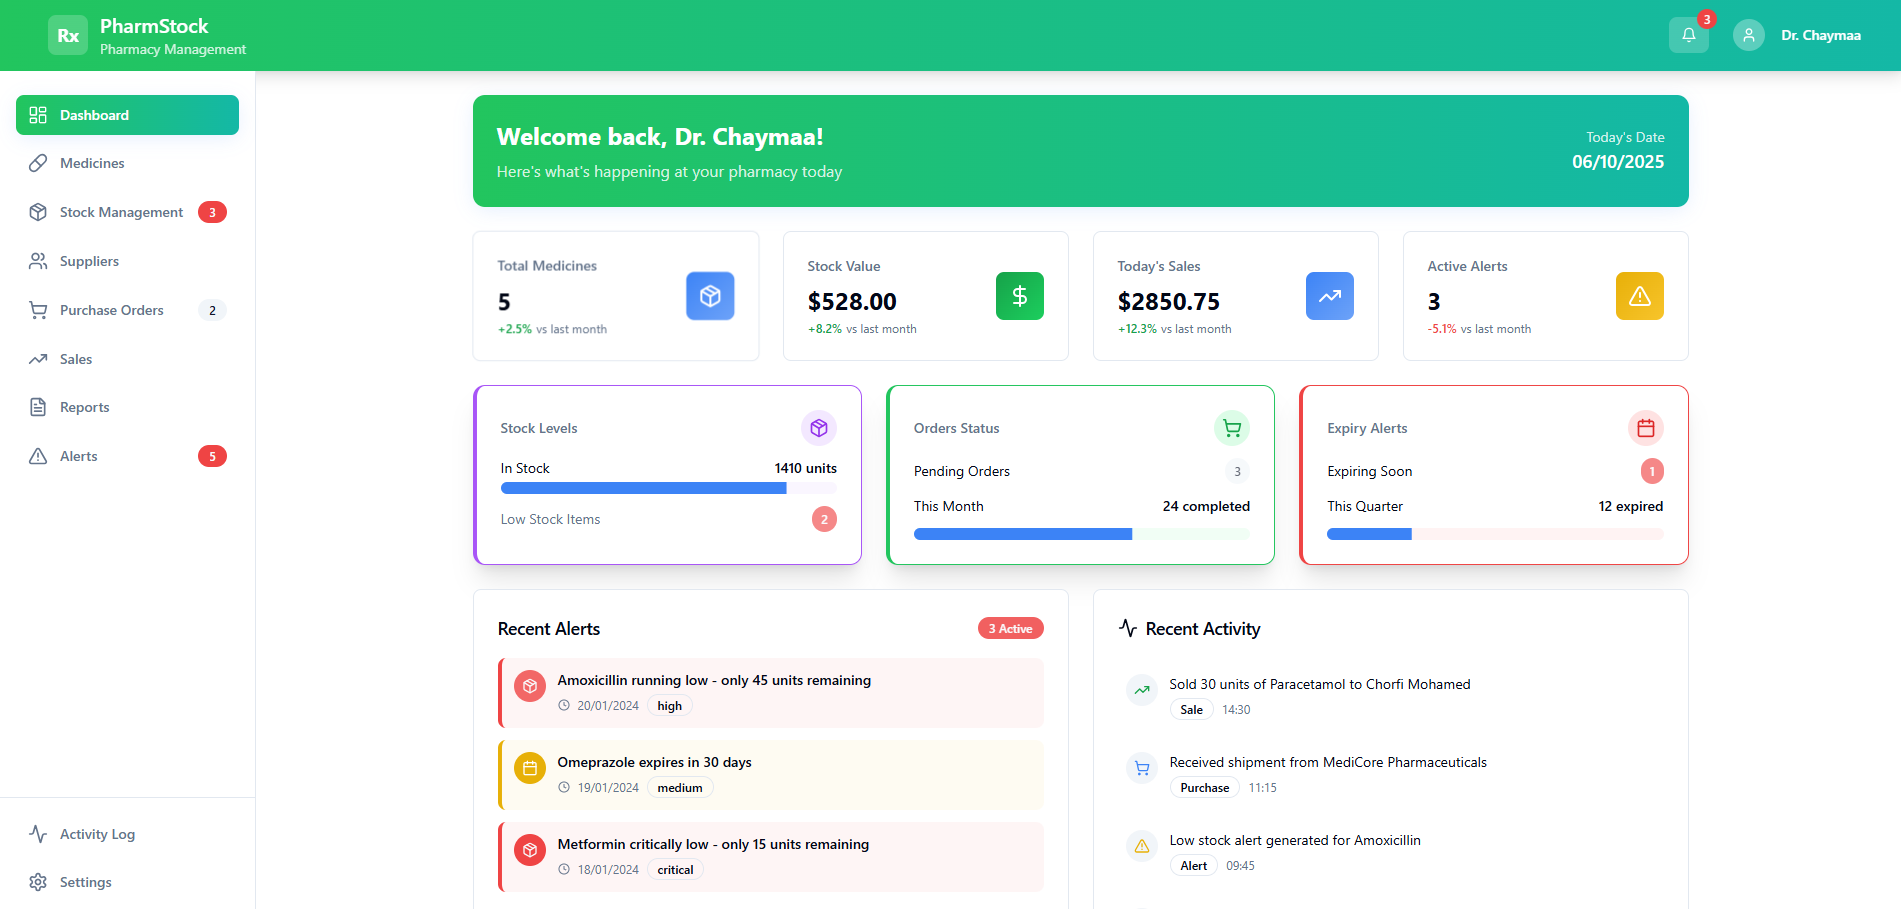 Rx
PharmStock
Pharmacy Management
3
Dr. Chaymaa
Dashboard
Medicines
Stock Management 3
Suppliers
Purchase Orders 2
Sales
Reports
Alerts 5
Activity Log
Settings
Welcome back, Dr. Chaymaa!
Here's what's happening at your pharmacy today
Today's Date
06/10/2025
Total Medicines
5
+2.5% vs last month
Stock Value
$528.00
+8.2% vs last month
Today's Sales
$2850.75
+12.3% vs last month
Active Alerts
3
-5.1% vs last month
Stock Levels
In Stock 1410 units
Low Stock Items 2
Orders Status
Pending Orders 3
This Month 24 completed
Expiry Alerts
Expiring Soon 1
This Quarter 12 expired
Recent Alerts 3 Active
Amoxicillin running low - only 45 units remaining
20/01/2024 high
Omeprazole expires in 30 days
19/01/2024 medium
Metformin critically low - only 15 units remaining
18/01/2024 critical
Recent Activity
Sold 30 units of Paracetamol to Chorfi Mohamed
Sale 14:30
Received shipment from MediCore Pharmaceuticals
Purchase 11:15
Low stock alert generated for Amoxicillin
Alert 09:45